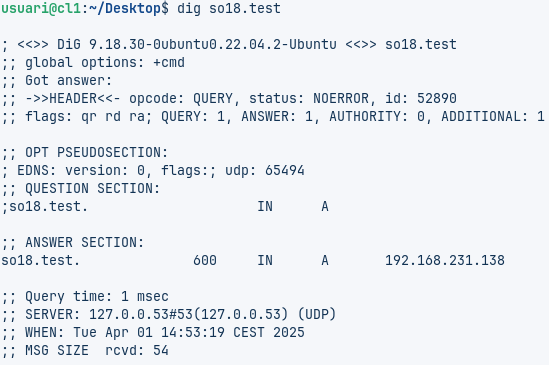 usuari@cl1:~/Desktop$ dig so18.test
; <<>> DiG 9.18.30-0ubuntu0.22.04.2-Ubuntu <<>> so18.test
;; global options: +cmd
;; Got answer:
;; ->>HEADER<<- opcode: QUERY, status: NOERROR, id: 52890
;; flags: qr rd ra; QUERY: 1, ANSWER: 1, AUTHORITY: 0, ADDITIONAL: 1
;; OPT PSEUDOSECTION:
; EDNS: version: 0, flags:; udp: 65494
;; QUESTION SECTION:
;so18.test. IN A
;; ANSWER SECTION:
so18.test. 600 IN A 192.168.231.138
;; Query time: 1 msec
;; SERVER: 127.0.0.53#53(127.0.0.53) (UDP)
;; WHEN: Tue Apr 01 14:53:19 CEST 2025
;; MSG SIZE  rcvd: 54